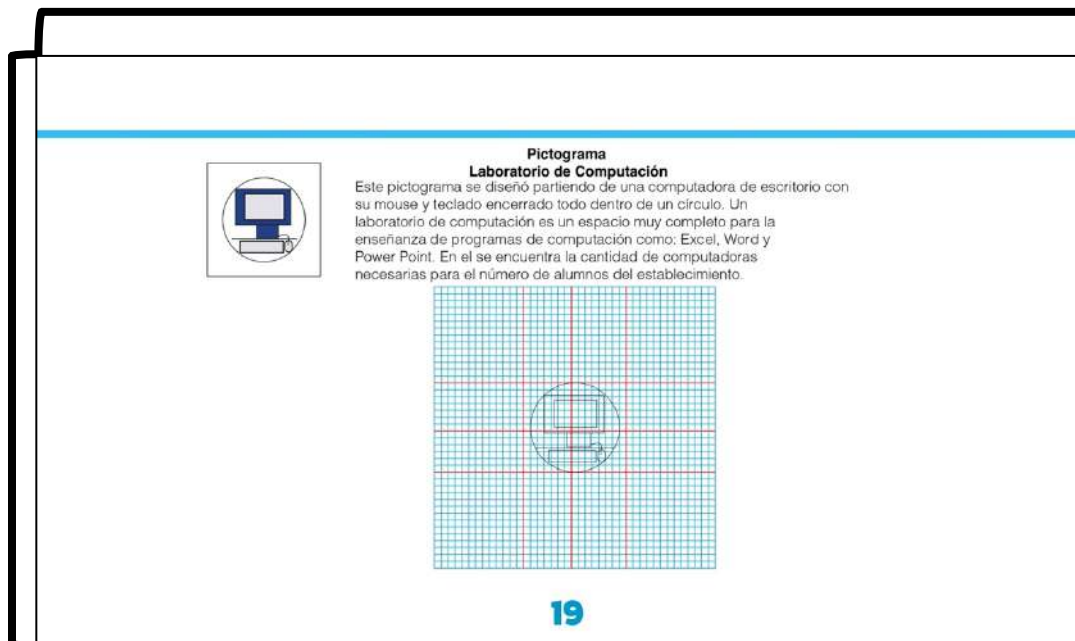 Pictograma
Laboratorio de Computación
Este pictograma se diseñó partiendo de una computadora de escritorio con
su mouse y teclado encerrado todo dentro de un círculo. Un
laboratorio de computación es un espacio muy completo para la
enseñanza de programas de computación como: Excel, Word y
Power Point. En el se encuentra la cantidad de computadoras
necesarias para el número de alumnos del establecimiento.
19